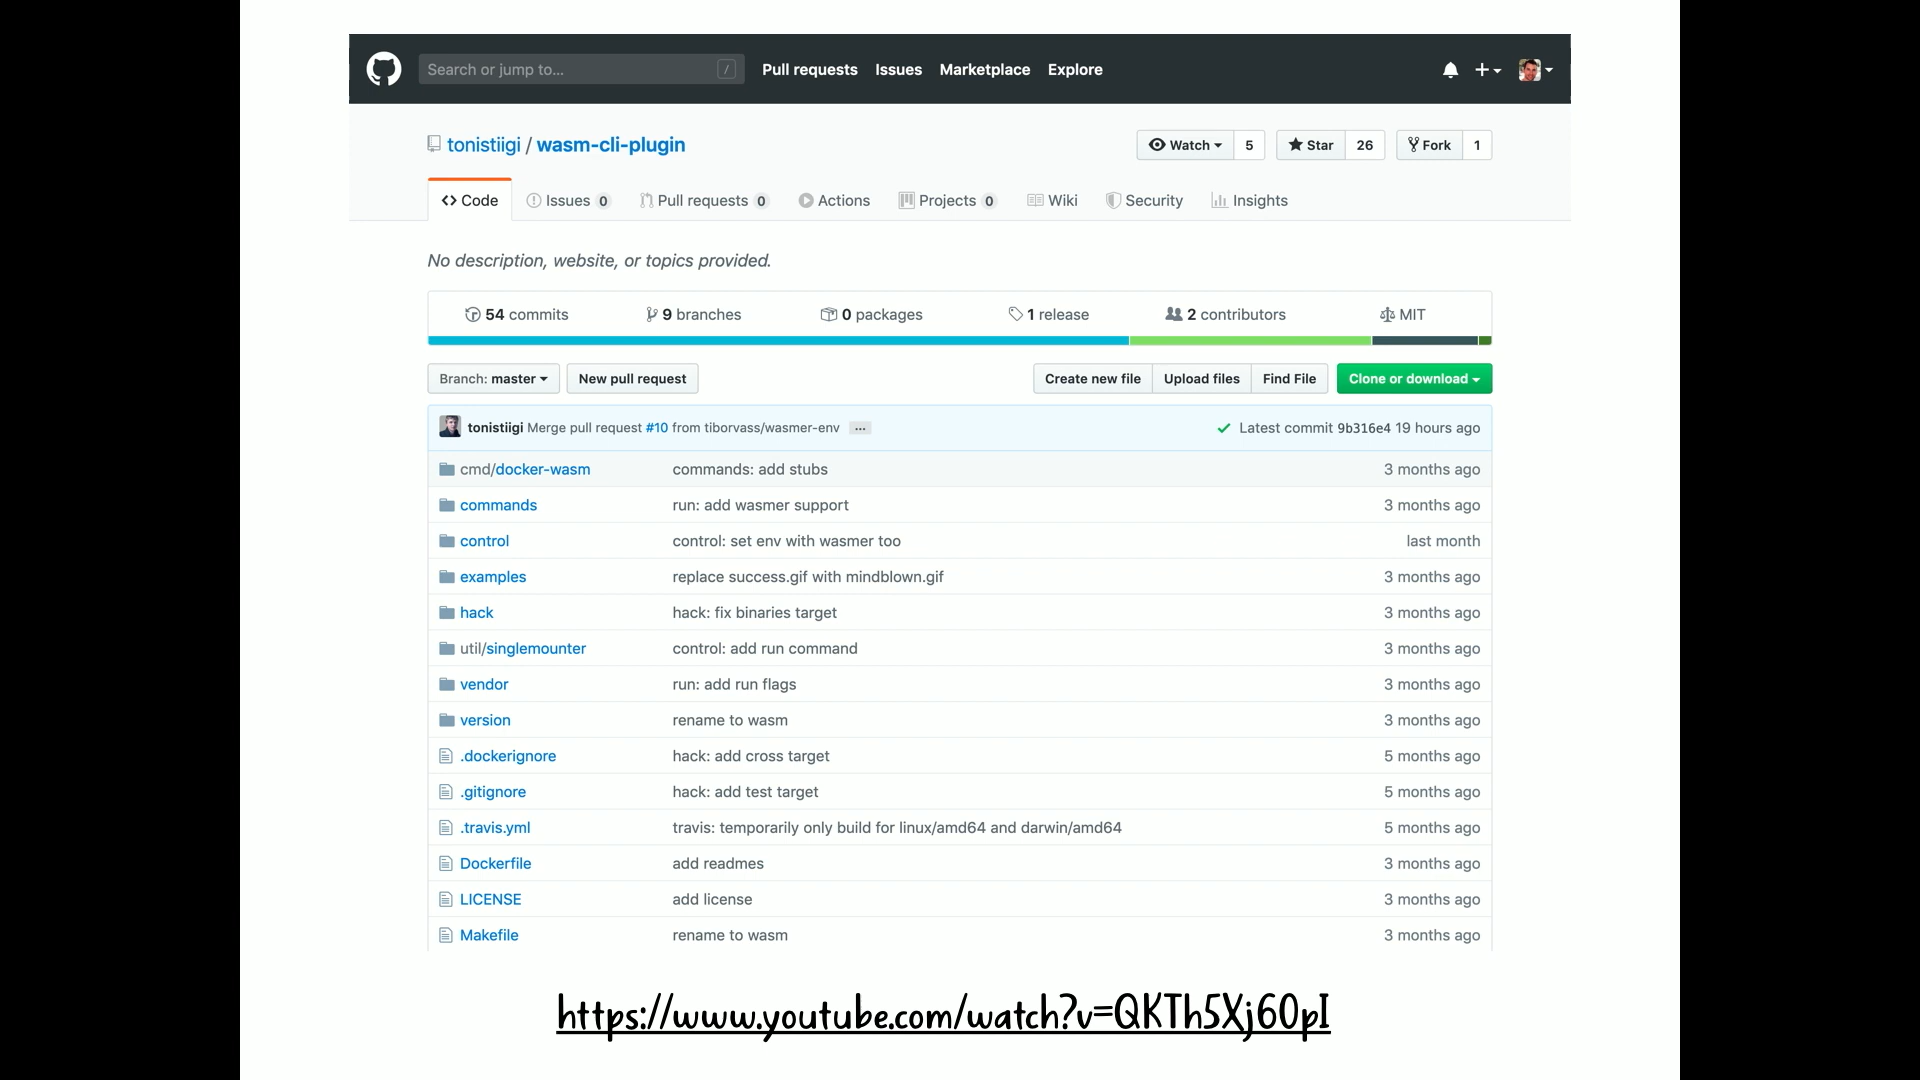 Search or jump to... / Pull requests Issues Marketplace Explore
tonistiigi / wasm-cli-plugin Watch 5 Star 26 Fork 1
Code Issues 0 Pull requests 0 Actions Projects 0 Wiki Security Insights
No description, website, or topics provided.
54 commits 9 branches 0 packages 1 release 2 contributors MIT
Branch: master New pull request Create new file Upload files Find File Clone or download
tonistiigi Merge pull request #10 from tiborvass/wasmer-env ... Latest commit 9b316e4 19 hours ago
cmd/docker-wasm commands: add stubs 3 months ago
commands run: add wasmer support 3 months ago
control control: set env with wasmer too last month
examples replace success.gif with mindblown.gif 3 months ago
hack hack: fix binaries target 3 months ago
util/singlemounter control: add run command 3 months ago
vendor run: add run flags 3 months ago
version rename to wasm 3 months ago
.dockerignore hack: add cross target 5 months ago
.gitignore hack: add test target 5 months ago
.travis.yml travis: temporarily only build for linux/amd64 and darwin/amd64 5 months ago
Dockerfile add readmes 3 months ago
LICENSE add license 3 months ago
Makefile rename to wasm 3 months ago
https://www.youtube.com/watch?v=QKTh5Xj60pI